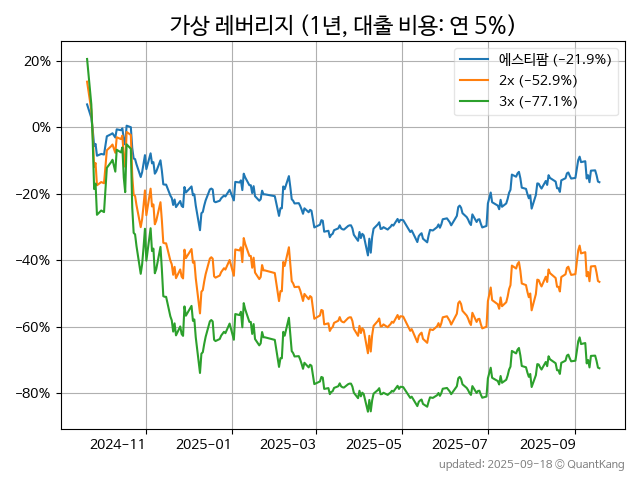 가상 레버리지 (1년, 대출 비용: 연 5%)
에스티팜 (-21.9%)
2x (-52.9%)
3x (-77.1%)
20%
0%
-20%
-40%
-60%
-80%
2024-11 2025-01 2025-03 2025-05 2025-07 2025-09
updated: 2025-09-18 © QuantKang